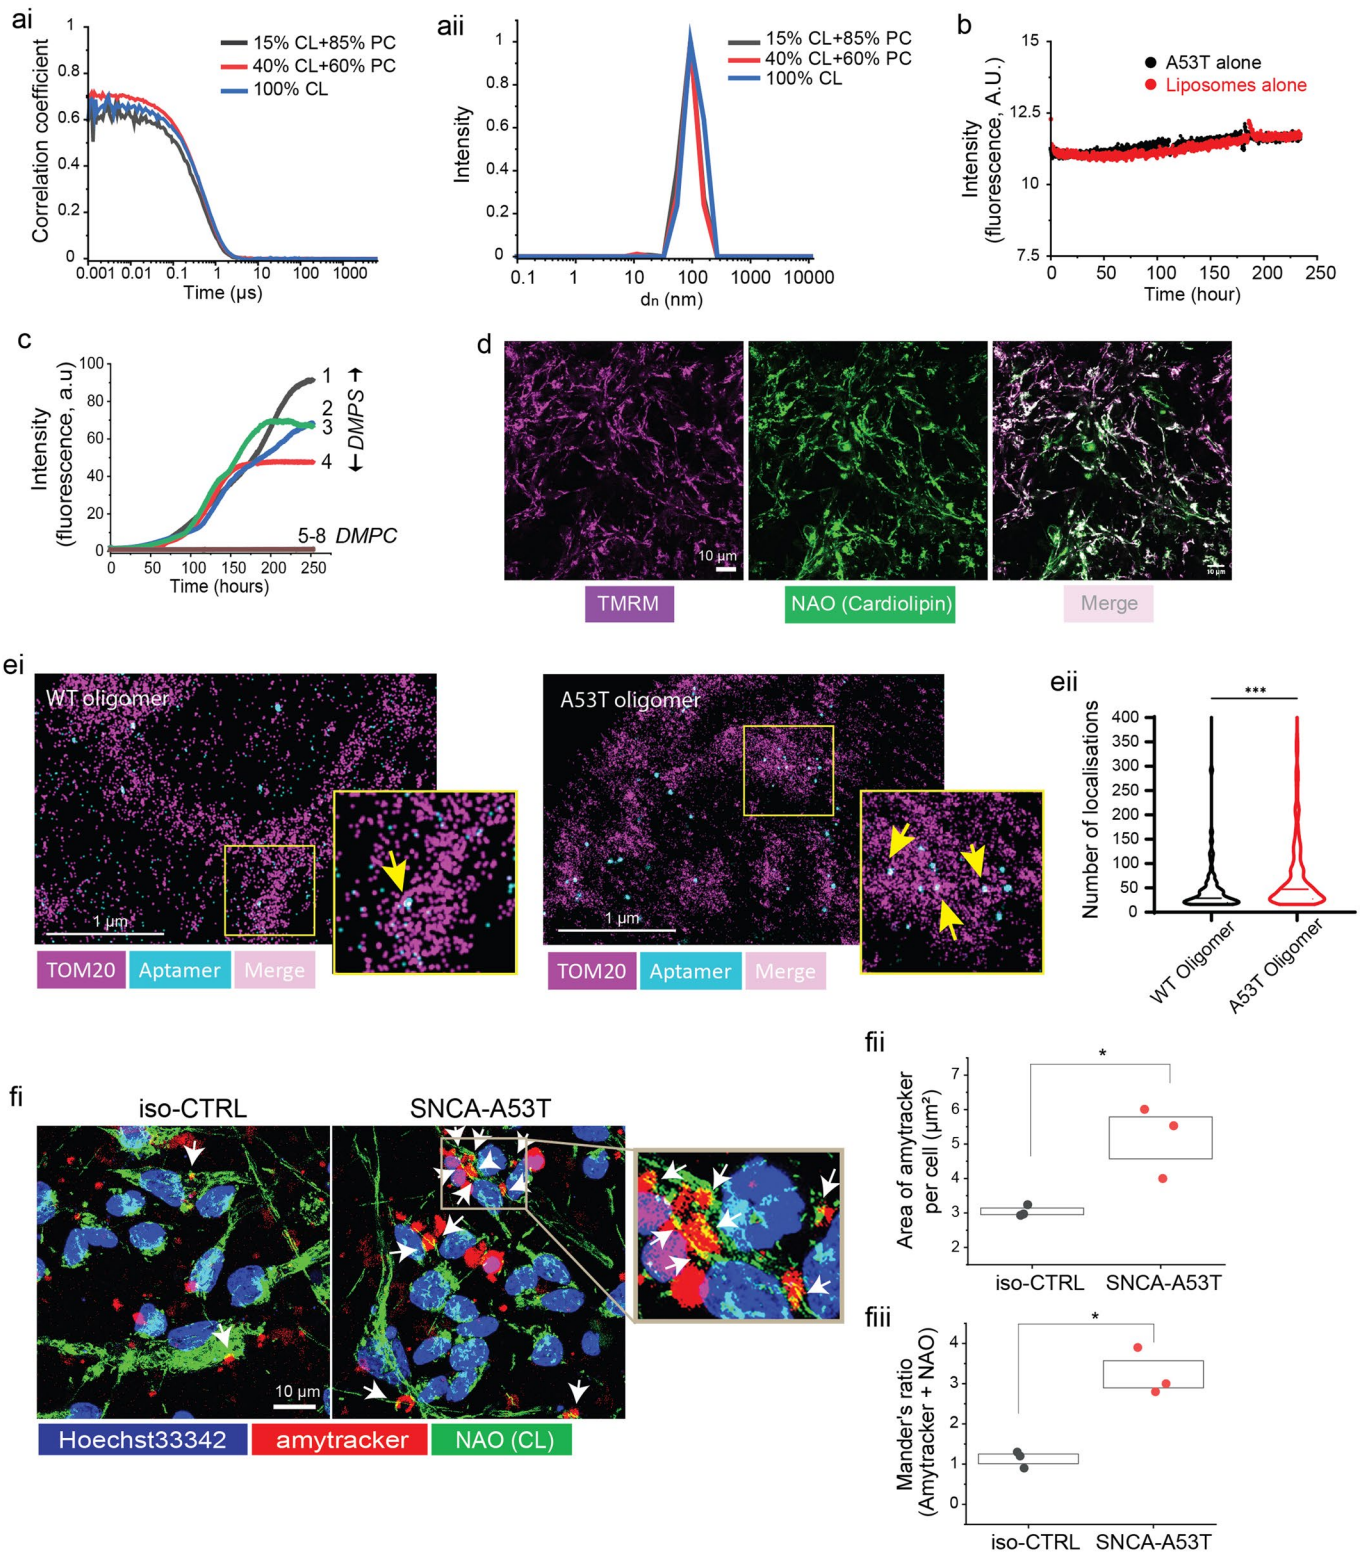 ai
Correlation coefficient
1
0.8
0.6
0.4
0.2
0
0.001 0.01 0.1 1 10 100 1000
Time (µs)
15% CL+85% PC
40% CL+60% PC
100% CL
aii
Intensity
1
0.8
0.6
0.4
0.2
0
0.1 1 10 100 1000 10000
dn (nm)
15% CL+85% PC
40% CL+60% PC
100% CL
b
Intensity
(fluorescence, A.U.)
15
12.5
10
7.5
0 50 100 150 200 250
Time (hour)
A53T alone
Liposomes alone
c
Intensity
(fluorescence, a.u)
100
80
60
40
20
0
0 50 100 150 200 250
Time (hours)
1
2
3
4
DMPS
5-8 DMPC
d
10 µm
10 µm
TMRM
NAO (Cardiolipin)
Merge
ei
WT oligomer
1 µm
TOM20 Aptamer Merge
A53T oligomer
1 µm
TOM20 Aptamer Merge
eii
***
Number of localisations
400
350
300
250
200
150
100
50
0
WT Oligomer
A53T Oligomer
fi
iso-CTRL
SNCA-A53T
10 µm
Hoechst33342 amytracker NAO (CL)
fii
*
Area of amytracker
per cell (µm²)
7
6
5
4
3
2
iso-CTRL SNCA-A53T
fiii
*
Mander's ratio
(Amytracker + NAO)
4
3
2
1
0
iso-CTRL SNCA-A53T